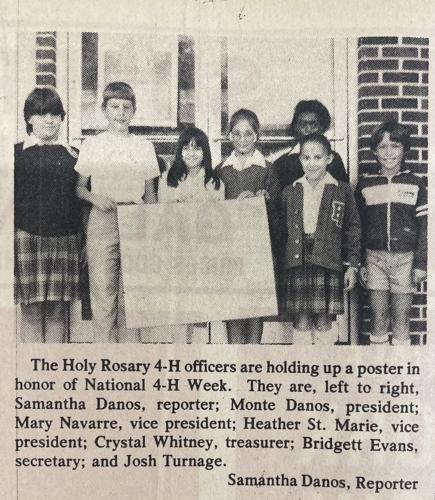 H
The Holy Rosary 4-H officers are holding up a poster in
honor of National 4-H Week. They are, left to right,
Samantha Danos, reporter; Monte Danos, president;
Mary Navarre, vice president; Heather St. Marie, vice
president; Crystal Whitney, treasurer; Bridgett Evans,
secretary; and Josh Turnage.
Samantha Danos, Reporter